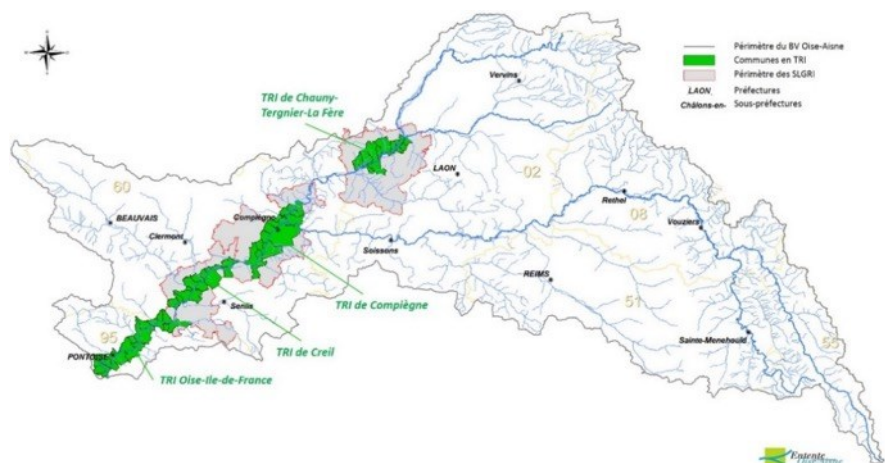 Périmètre du BV Oise-Aisne
Communes en TRI
Périmètre des SLGRI
LAON Préfectures
Châlons-en- Sous-préfectures
Vervins
TRI de Chauny-
Tergnier-La Fère
LAON
02
60
Rethel
BEAUVAIS
08
Compiègne
Vouziers
Clermont
Soissons
REIMS
TRI de Compiègne
51
Senlis
95
Sainte-Menehould
55
TRI de Creil
PONTOISE
TRI Oise-Ile-de-France
Entente
OISE AISNE